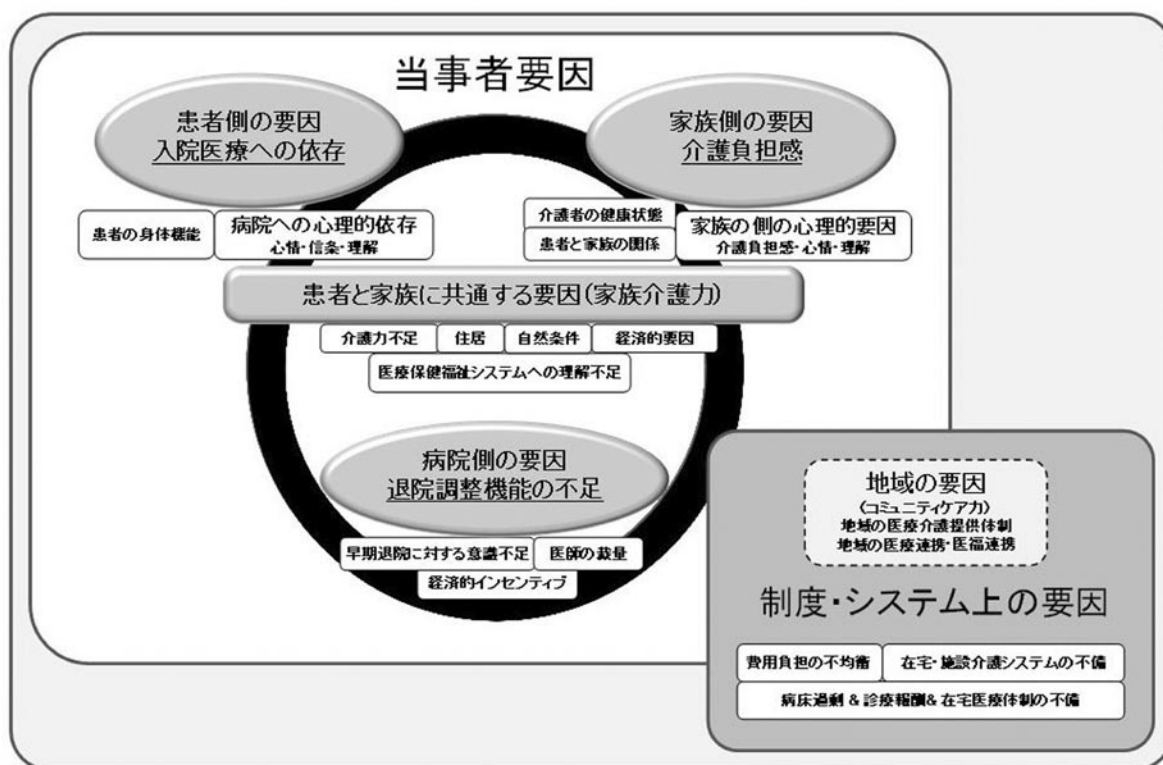 当事者要因
患者側の要因
入院医療への依存
家族側の要因
介護負担感
患者の身体機能
病院への心理的依存
心情・信条・理解
介護者の健康状態
患者と家族の関係
家族の側の心理的要因
介護負担感・心情・理解
患者と家族に共通する要因(家族介護力)
介護力不足
住居
自然条件
経済的要因
医療保健福祉システムへの理解不足
病院側の要因
退院調整機能の不足
早期退院に対する意識不足
医師の裁量
経済的インセンティブ
地域の要因
(コミュニティケア力)
地域の医療介護提供体制
地域の医療連携・医福連携
制度・システム上の要因
費用負担の不均衡
在宅・施設介護システムの不備
病床過剰 & 診療報酬& 在宅医療体制の不備